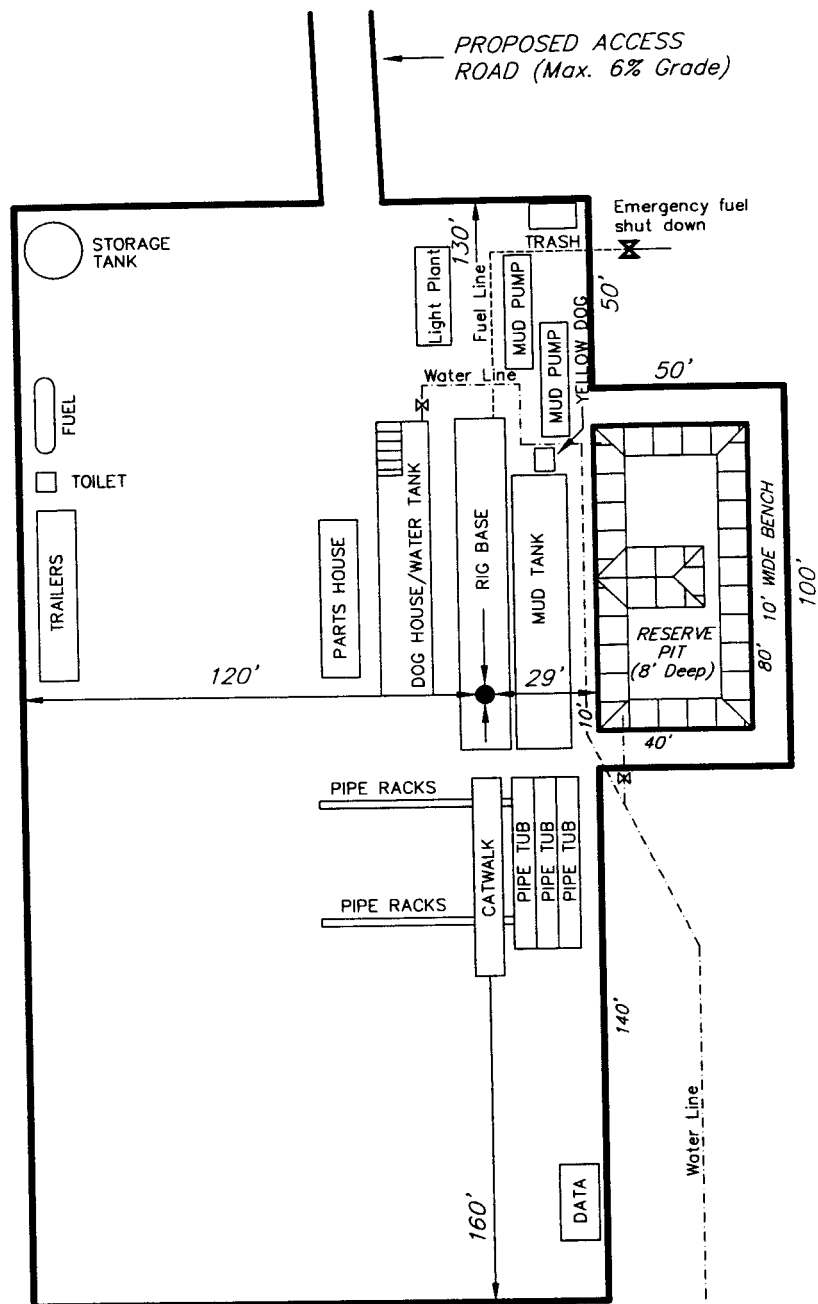 PROPOSED ACCESS
ROAD (Max. 6% Grade)
Emergency fuel
shut down
STORAGE
TANK
TRASH
130'
50'
Light Plant
Fuel Line
MUD PUMP
MUD PUMP
YELLOW DOG
Water Line
50'
FUEL
TOILET
TRAILERS
PARTS HOUSE
DOG HOUSE/WATER TANK
RIG BASE
MUD TANK
10' WIDE BENCH
100'
80'
RESERVE
PIT
(8' Deep)
120'
29'
10'
40'
PIPE RACKS
PIPE RACKS
CATWALK
PIPE TUB
PIPE TUB
PIPE TUB
140'
Water Line
160'
DATA